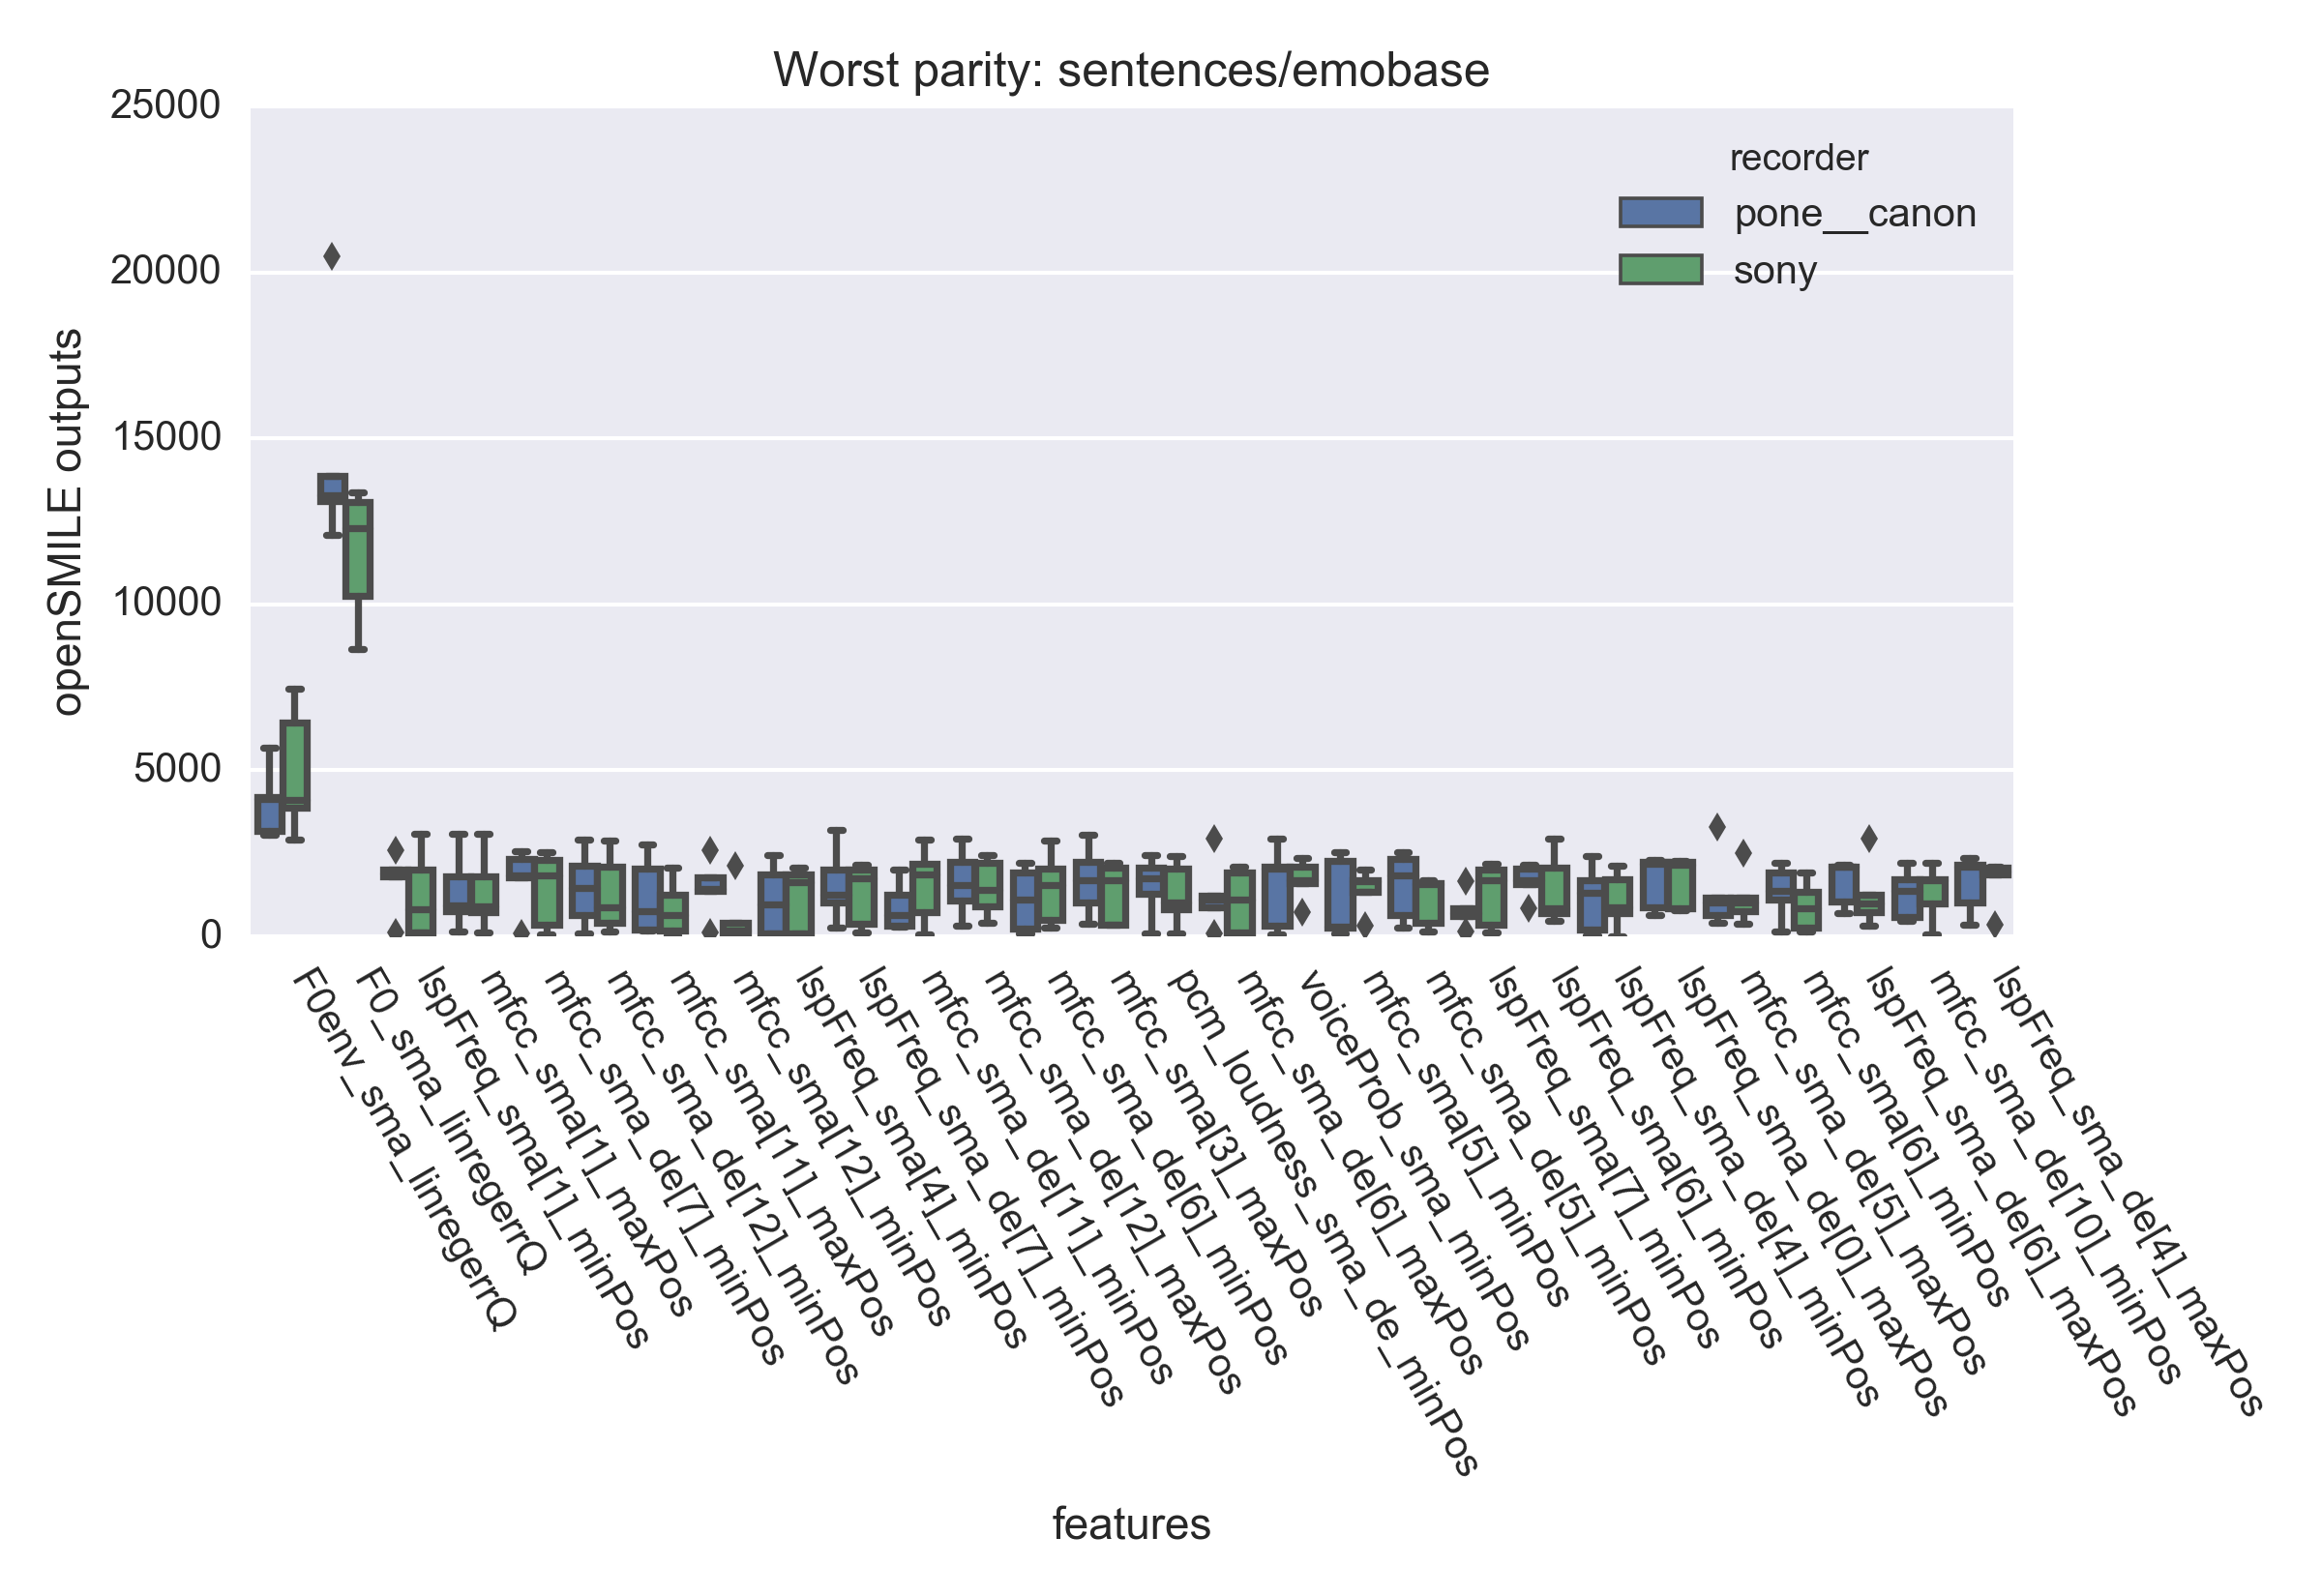 Worst parity: sentences/emobase
25000
20000
15000
10000
5000
0
openSMILE outputs
recorder
pone__canon
sony
F0env_sma_linregerrQ
F0_sma_linregerrQ
lspFreq_sma[1]_minPos
mfcc_sma[1]_maxPos
mfcc_sma_de[7]_minPos
mfcc_sma_de[12]_minPos
mfcc_sma[11]_maxPos
mfcc_sma[12]_minPos
lspFreq_sma[4]_minPos
lspFreq_sma_de[7]_minPos
mfcc_sma_de[11]_minPos
mfcc_sma_de[12]_maxPos
mfcc_sma_de[6]_minPos
mfcc_sma[3]_maxPos
pcm_loudness_sma_de_minPos
mfcc_sma_de[6]_maxPos
voiceProb_sma_minPos
mfcc_sma[5]_minPos
mfcc_sma_de[5]_minPos
lspFreq_sma[7]_minPos
lspFreq_sma[6]_minPos
lspFreq_sma_de[4]_minPos
lspFreq_sma_de[0]_maxPos
mfcc_sma_de[5]_maxPos
mfcc_sma[6]_minPos
lspFreq_sma_de[6]_maxPos
mfcc_sma_de[10]_minPos
lspFreq_sma_de[4]_maxPos
features